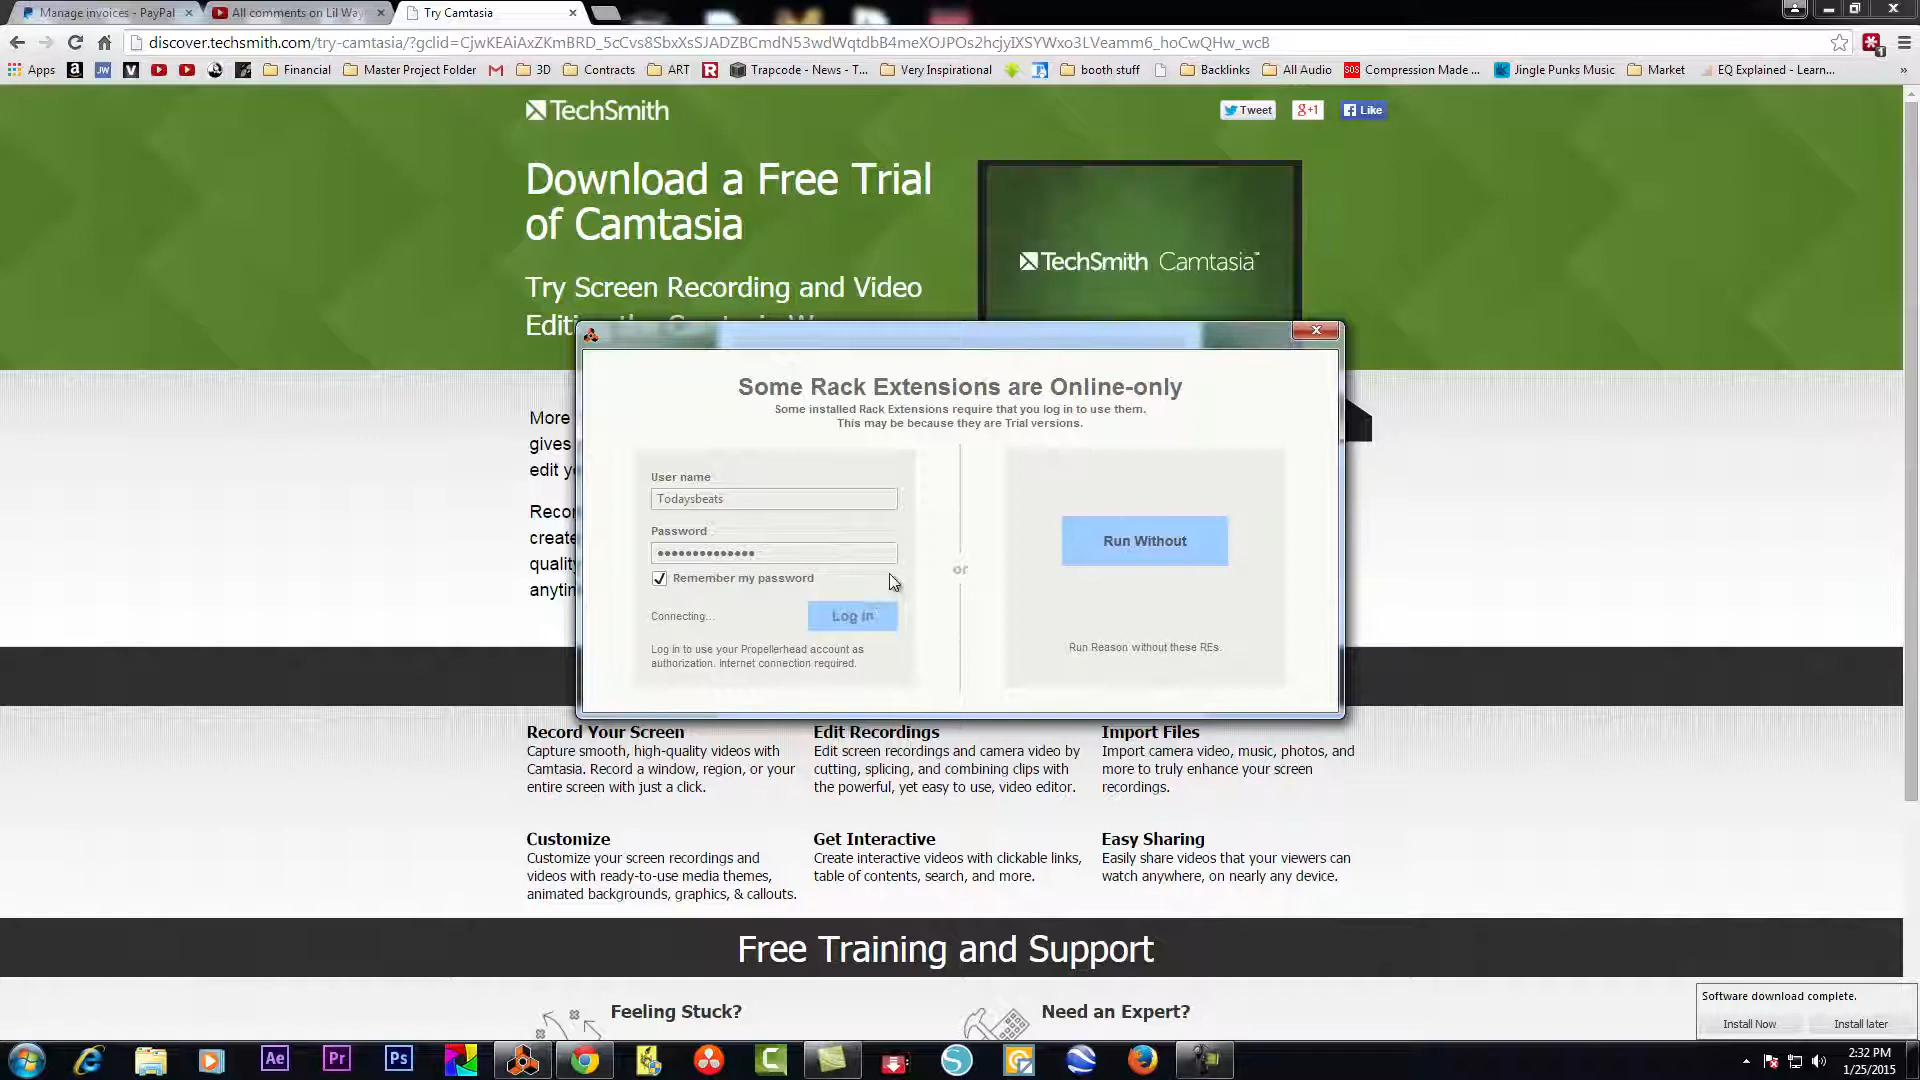 Manage invoices - PayPal
All comments on Lil Way
Try Camtasia
discover.techsmith.com/try-camtasia/?gclid=CjwKEAiAxZKmBRD_5cCvs8SbxXsSJADZBCmdN53wdWqtdbB4meXOJPOs2hcjyIXSYWxo3LVeamm6_hoCwQHw_wcB
Apps Financial Master Project Folder 3D Contracts ART Trapcode - News - T... Very Inspirational booth stuff Backlinks All Audio Compression Made ... Jingle Punks Music Market EQ Explained - Learn... »
TechSmith
Tweet
g+1
Like
Download a Free Trial
of Camtasia
Try Screen Recording and Video
TechSmith Camtasia™
Some Rack Extensions are Online-only
Some installed Rack Extensions require that you log in to use them.
This may be because they are Trial versions.
User name
Todaysbeats
Password
••••••••••••••
Remember my password
Connecting...
Log in
Log in to use your Propellerhead account as
authorization. Internet connection required.
or
Run Without
Run Reason without these REs.
More
gives
edit y
Recor
create
qualit
anytin
Record Your Screen
Capture smooth, high-quality videos with
Camtasia. Record a window, region, or your
entire screen with just a click.
Edit Recordings
Edit screen recordings and camera video by
cutting, splicing, and combining clips with
the powerful, yet easy to use, video editor.
Import Files
Import camera video, music, photos, and
more to truly enhance your screen
recordings.
Customize
Customize your screen recordings and
videos with ready-to-use media themes,
animated backgrounds, graphics, & callouts.
Get Interactive
Create interactive videos with clickable links,
table of contents, search, and more.
Easy Sharing
Easily share videos that your viewers can
watch anywhere, on nearly any device.
Free Training and Support
Feeling Stuck?
Need an Expert?
Software download complete.
Install Now
Install later
Ae
Pr
Ps
2:32 PM
1/25/2015